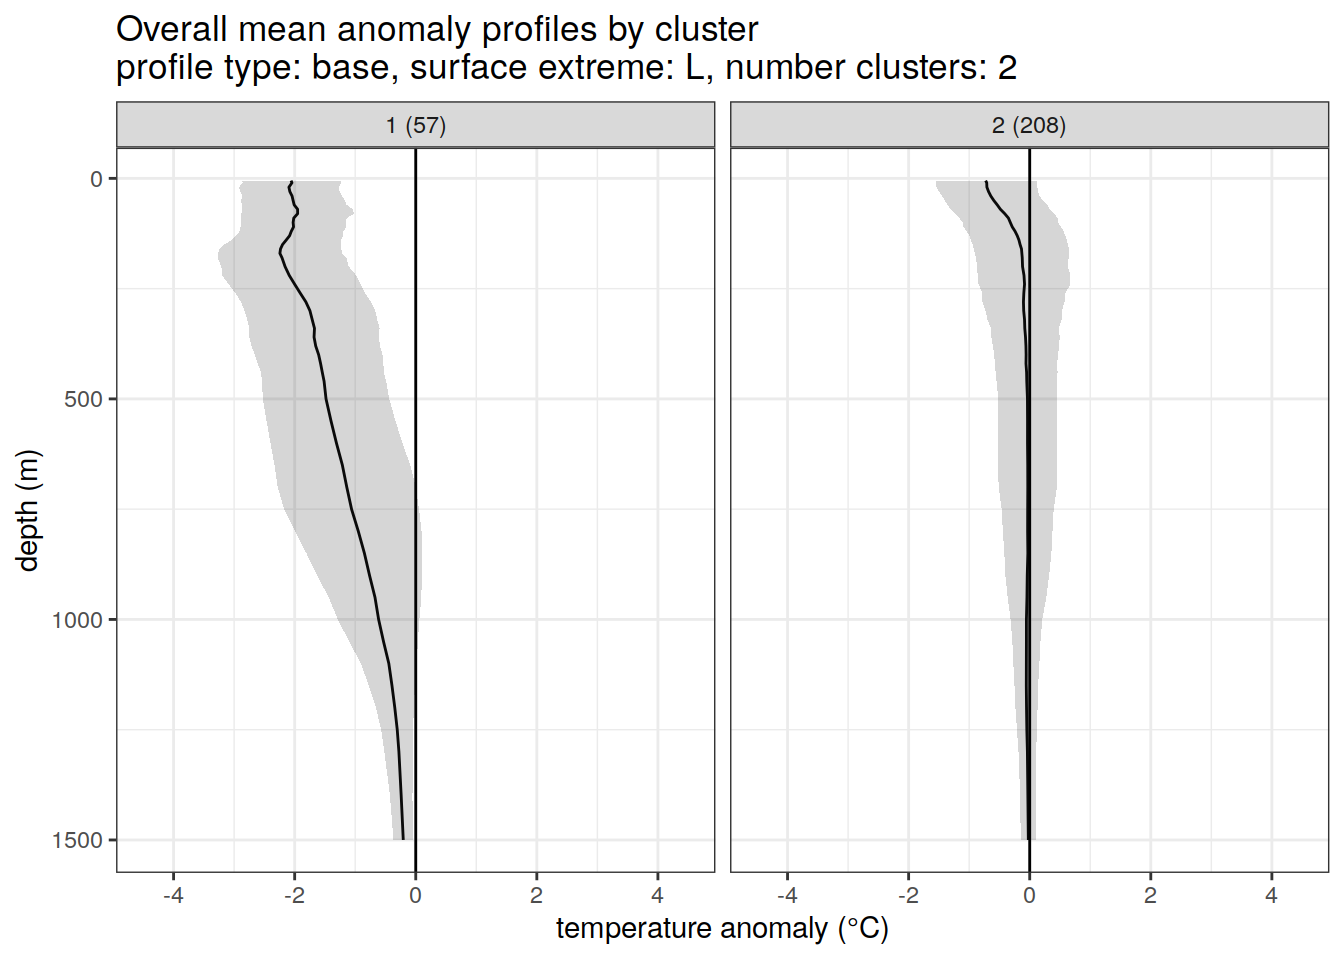 Overall mean anomaly profiles by cluster
profile type: base, surface extreme: L, number clusters: 2
1 (57)
2 (208)
0
500
1000
1500
depth (m)
-4 -2 0 2 4
-4 -2 0 2 4
temperature anomaly (°C)